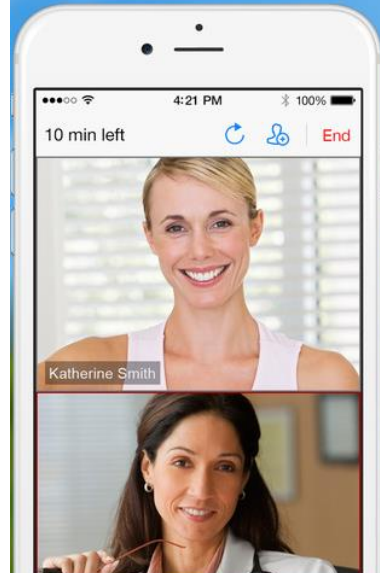 4:21 PM
100%
10 min left
End
Katherine Smith